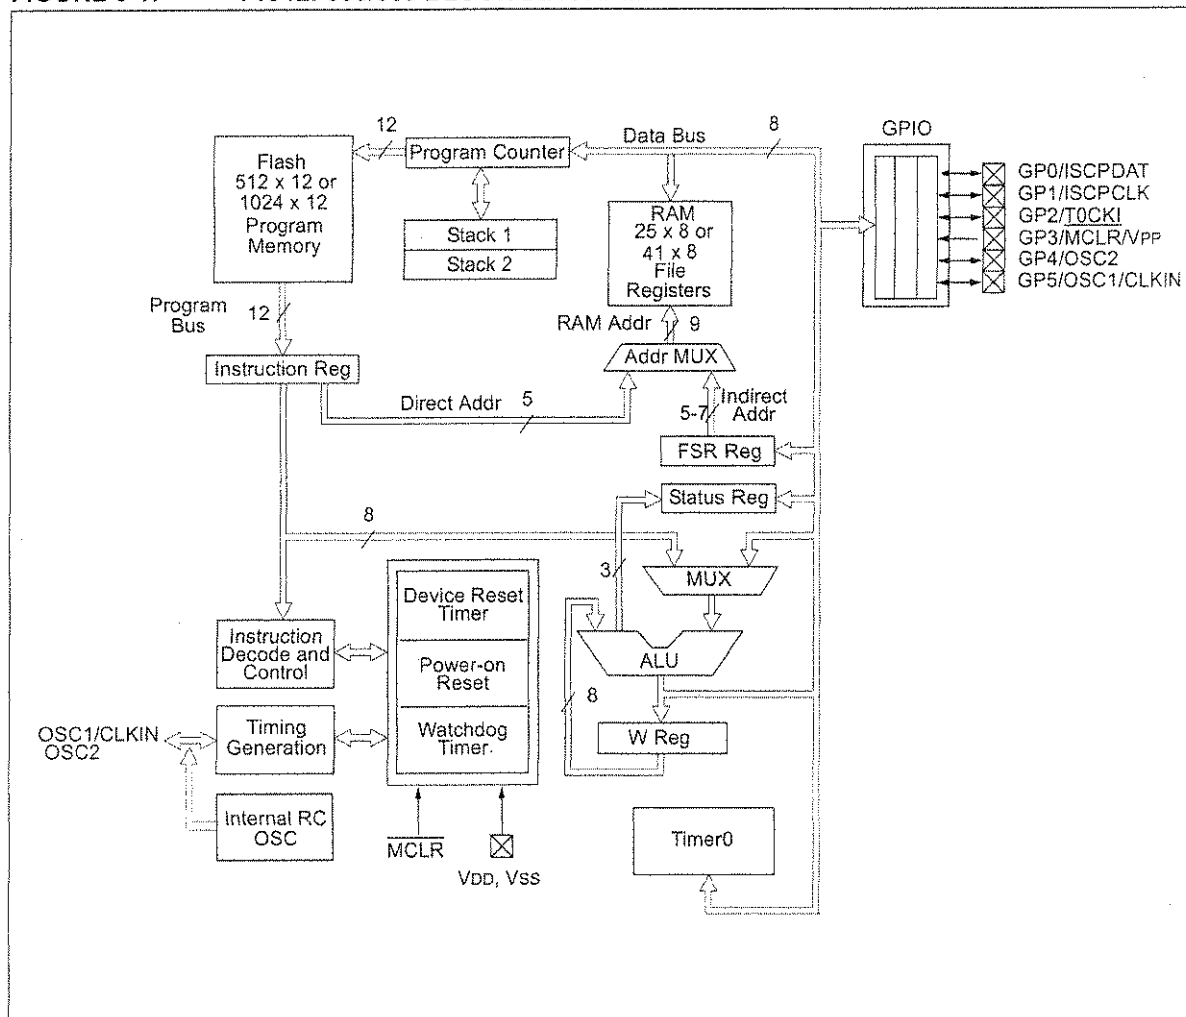 12
Data Bus
8
GPIO
Flash
512 x 12 or
1024 x 12
Program
Memory
Program Counter
Stack 1
Stack 2
RAM
25 x 8 or
41 x 8
File
Registers
GP0/ISCPDAT
GP1/ISCPCLK
GP2/T0CKI
GP3/MCLR/VPP
GP4/OSC2
GP5/OSC1/CLKIN
Program
Bus
12
RAM Addr
9
Addr MUX
Instruction Reg
Direct Addr
5
5-7
Indirect
Addr
FSR Reg
Status Reg
8
3
MUX
Device Reset
Timer
Instruction
Decode and
Control
Power-on
Reset
ALU
8
OSC1/CLKIN
OSC2
Timing
Generation
Watchdog
Timer
W Reg
Internal RC
OSC
MCLR
VDD, VSS
Timer0